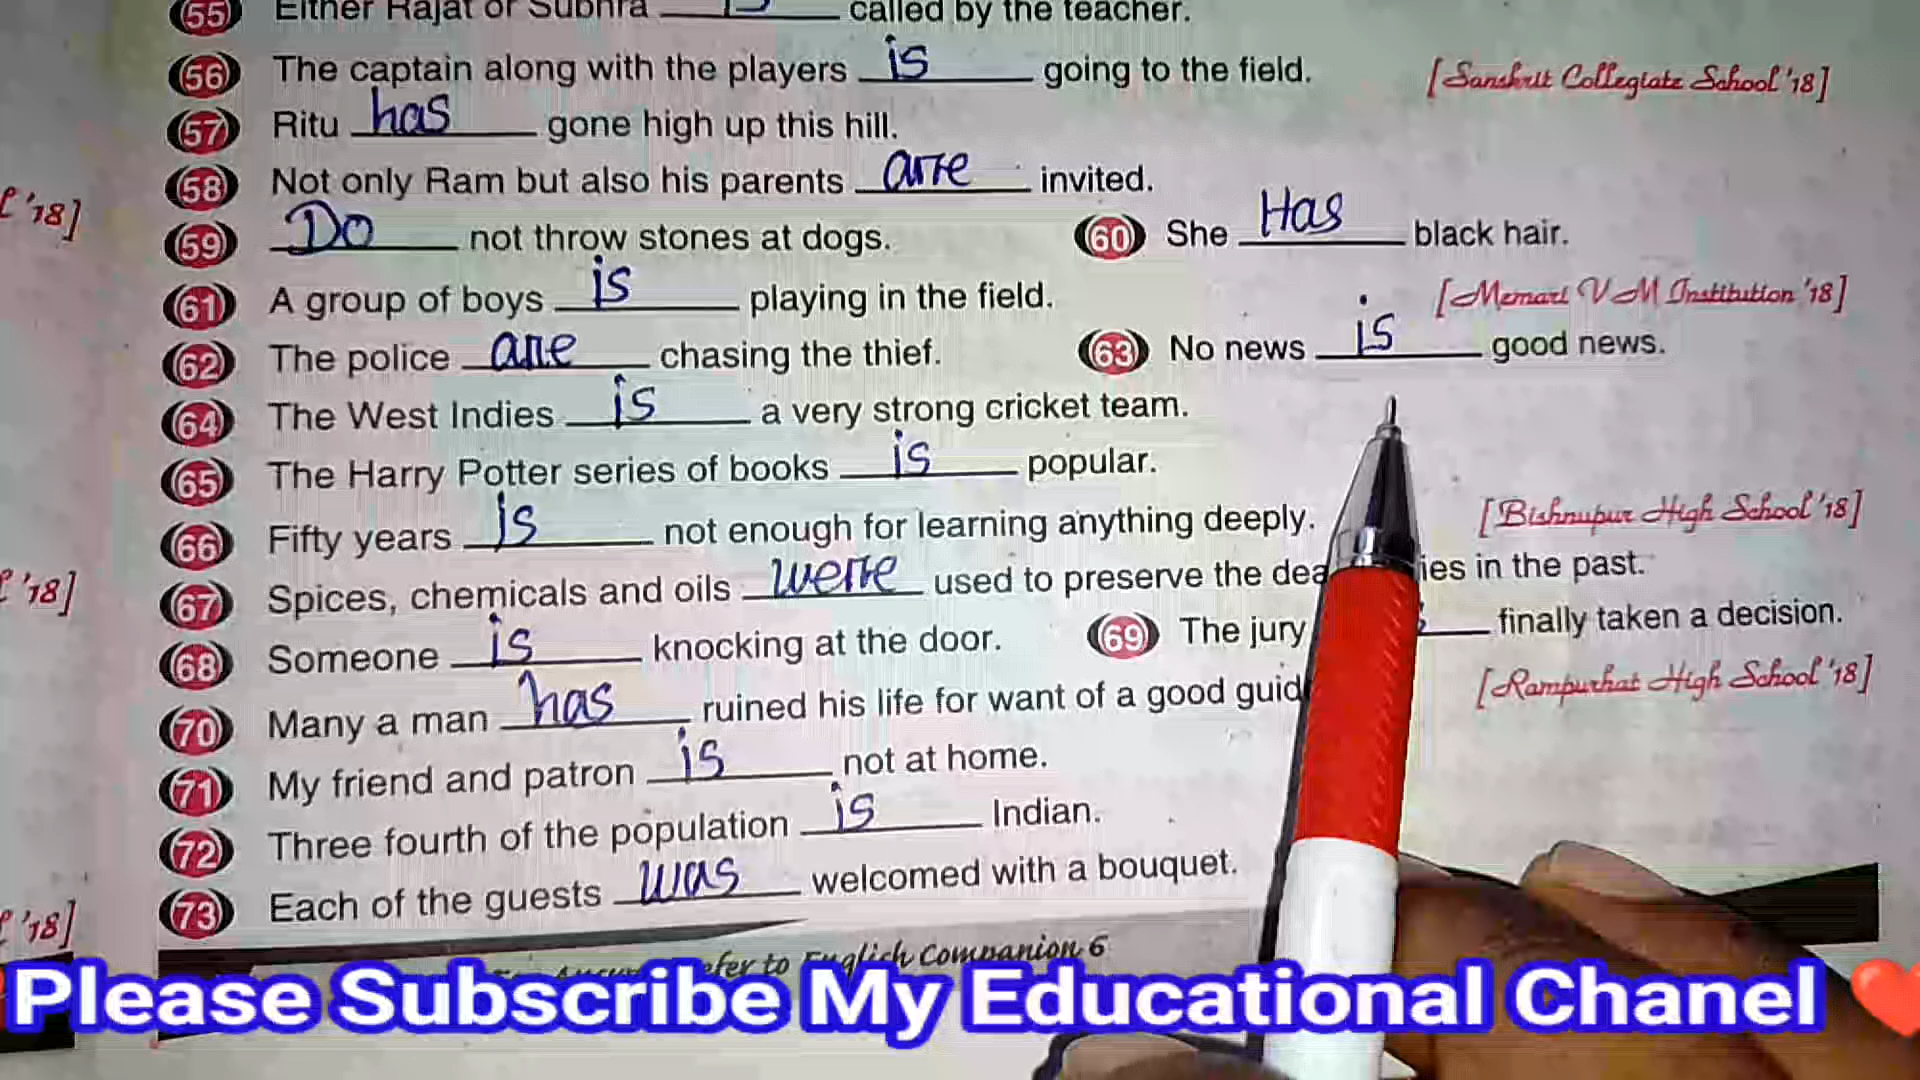 55 Either Rajat or Subhra is called by the teacher.
56 The captain along with the players is going to the field. [Sanskrit Collegiate School '18]
57 Ritu has gone high up this hill.
58 Not only Ram but also his parents are invited.
'18]
59 Do not throw stones at dogs. 60 She Has black hair.
61 A group of boys is playing in the field. [Memari V M Institution '18]
62 The police are chasing the thief. 63 No news is good news.
64 The West Indies is a very strong cricket team.
65 The Harry Potter series of books is popular.
66 Fifty years is not enough for learning anything deeply. [Bishnupur High School '18]
'18]
67 Spices, chemicals and oils were used to preserve the dea ies in the past.
68 Someone is knocking at the door. 69 The jury finally taken a decision.
70 Many a man has ruined his life for want of a good guid [Rampurhat High School '18]
71 My friend and patron is not at home.
72 Three fourth of the population is Indian.
73 Each of the guests was welcomed with a bouquet.
'18]
efer to English Companion 6
Please Subscribe My Educational Chanel